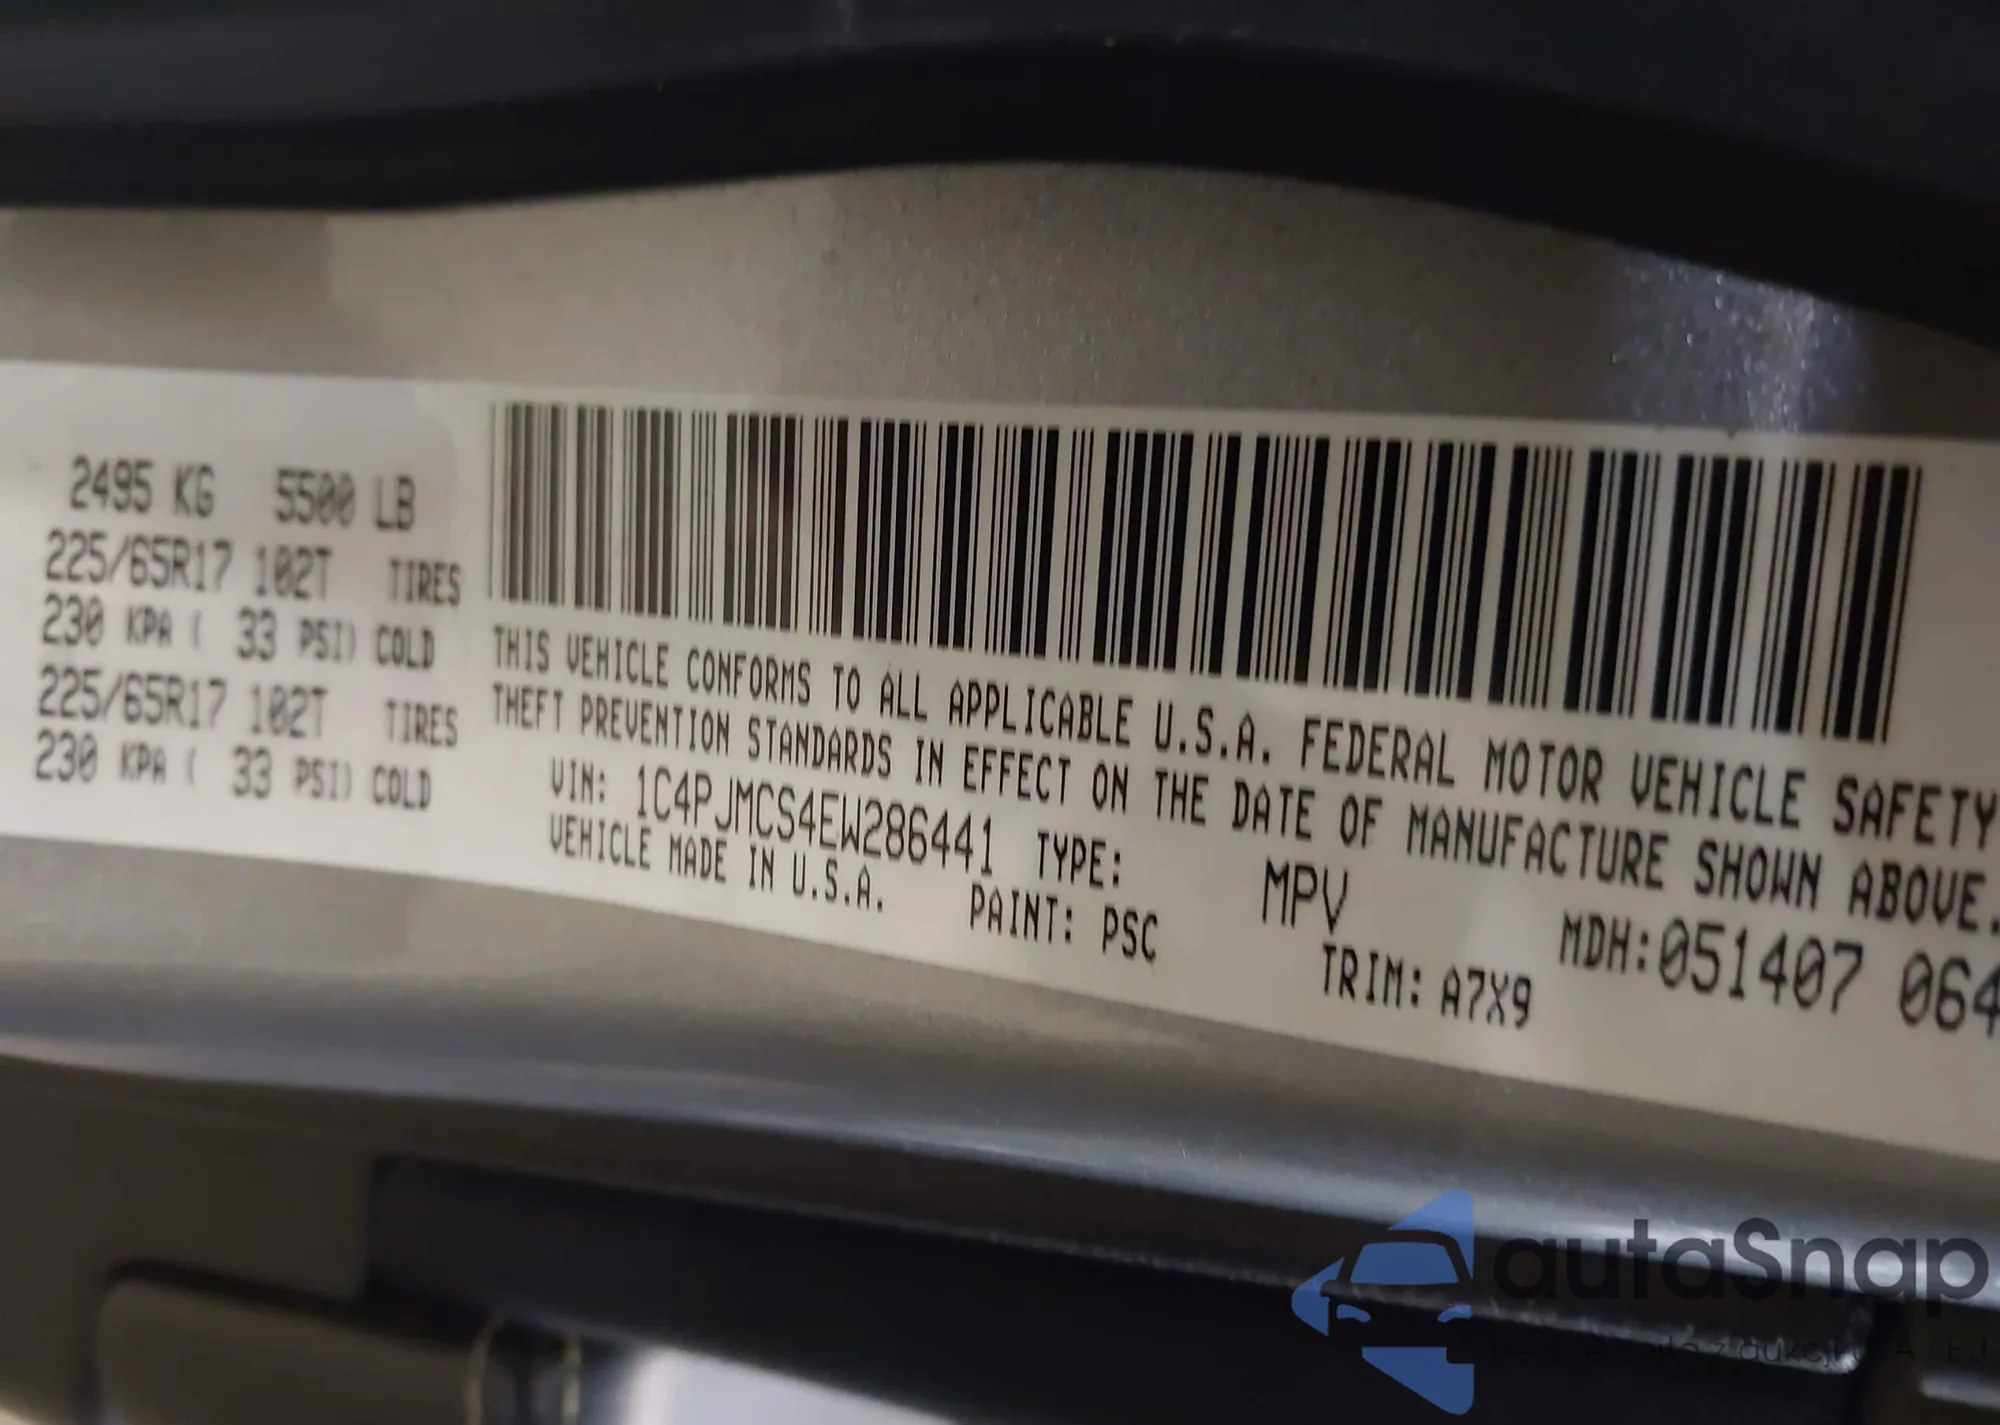 2495 KG 5500 LB
225/65R17 102T TIRES
230 KPA ( 33 PSI) COLD
225/65R17 102T TIRES
230 KPA ( 33 PSI) COLD
THIS VEHICLE CONFORMS TO ALL APPLICABLE U.S.A. FEDERAL MOTOR VEHICLE SAFETY
THEFT PREVENTION STANDARDS IN EFFECT ON THE DATE OF MANUFACTURE SHOWN ABOVE.
VIN: 1C4PJMCS4EW286441 TYPE: MPV MDH:051407 064
VEHICLE MADE IN U.S.A. PAINT: PSC TRIM: A7X9
autaSnap